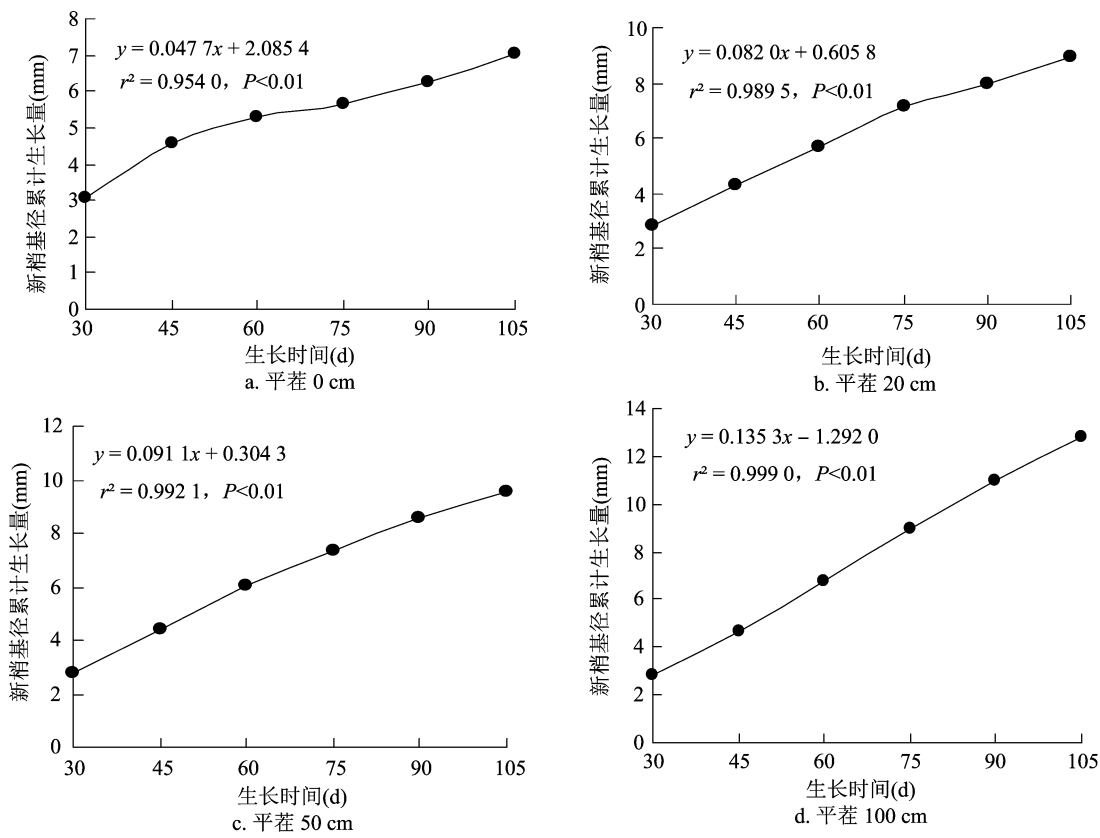 8
7
6
5
4
3
2
1
0
新梢基径累计生长量(mm)
y = 0.047 7x + 2.085 4
r² = 0.954 0，P<0.01
30 45 60 75 90 105
生长时间(d)
a. 平茬 0 cm
10
8
6
4
2
0
新梢基径累计生长量(mm)
y = 0.082 0x + 0.605 8
r² = 0.989 5，P<0.01
30 45 60 75 90 105
生长时间(d)
b. 平茬 20 cm
12
10
8
6
4
2
0
新梢基径累计生长量(mm)
y = 0.091 1x + 0.304 3
r² = 0.992 1，P<0.01
30 45 60 75 90 105
生长时间(d)
c. 平茬 50 cm
14
12
10
8
6
4
2
0
新梢基径累计生长量(mm)
y = 0.135 3x − 1.292 0
r² = 0.999 0，P<0.01
30 45 60 75 90 105
生长时间(d)
d. 平茬 100 cm